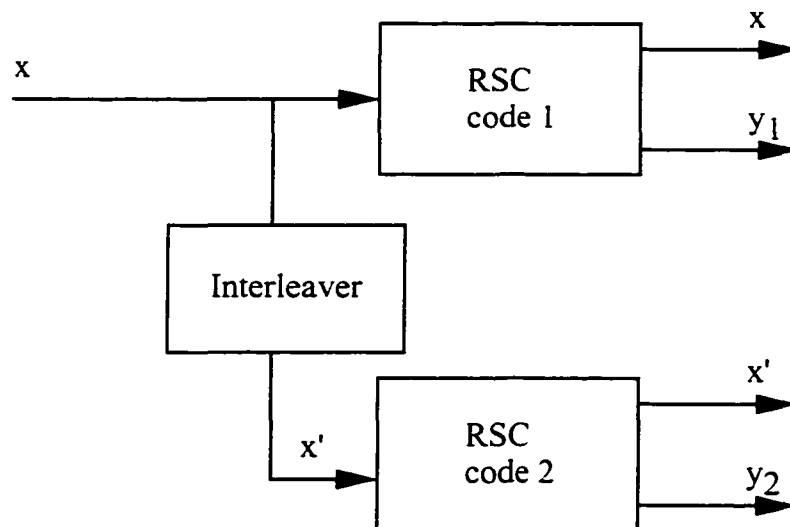 x
x
RSC
code 1
y1
Interleaver
x'
x'
RSC
code 2
y2